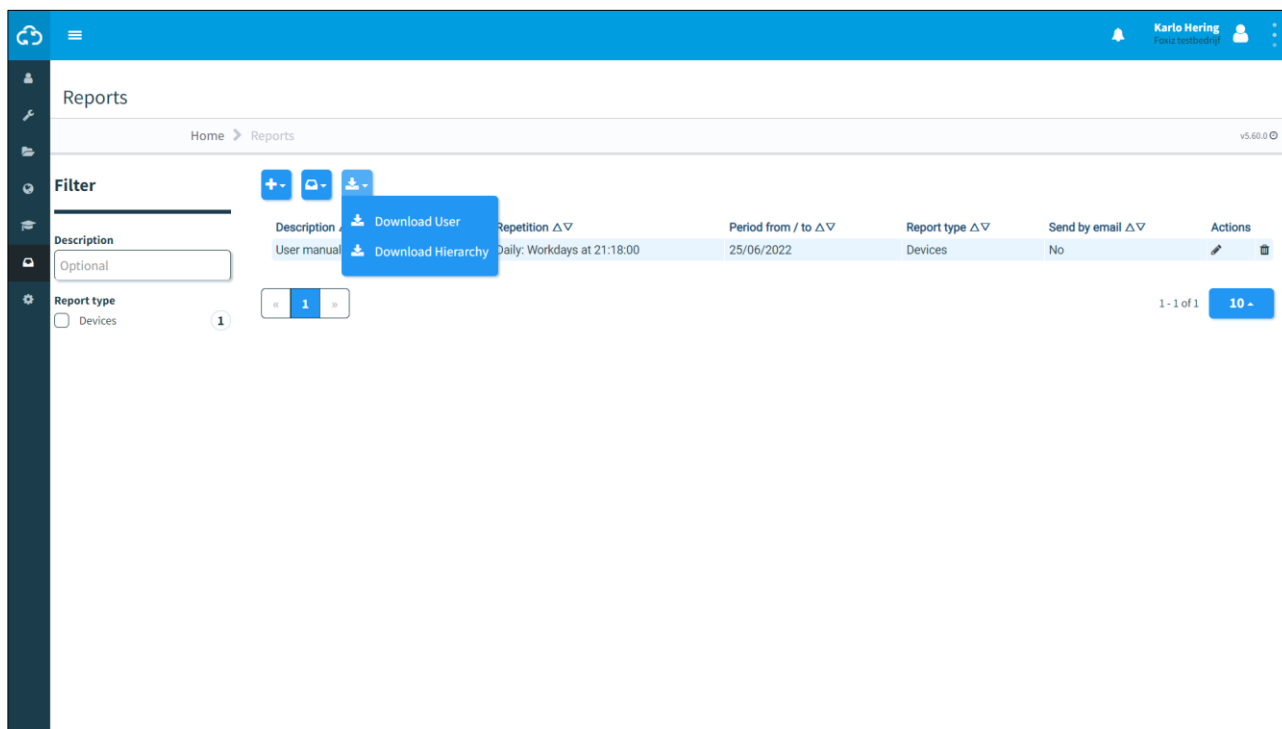 Karlo Hering
Foxiz testbedrijf
Reports
Home Reports
v5.60.0
Filter
Download User
Download Hierarchy
Description Repetition Period from / to Report type Send by email Actions
User manual Daily: Workdays at 21:18:00 25/06/2022 Devices No
Description
Optional
Report type
Devices 1
« 1 »
1 - 1 of 1 10